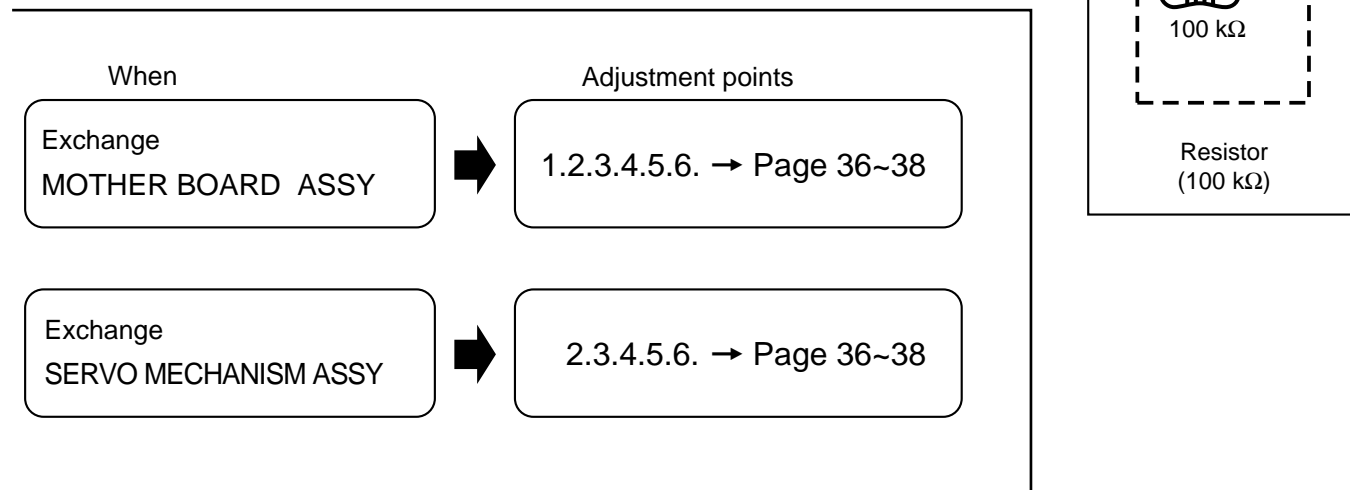 When
Adjustment points
Exchange
MOTHER BOARD ASSY
1.2.3.4.5.6. → Page 36~38
Exchange
SERVO MECHANISM ASSY
2.3.4.5.6. → Page 36~38
100 kΩ
Resistor
(100 kΩ)